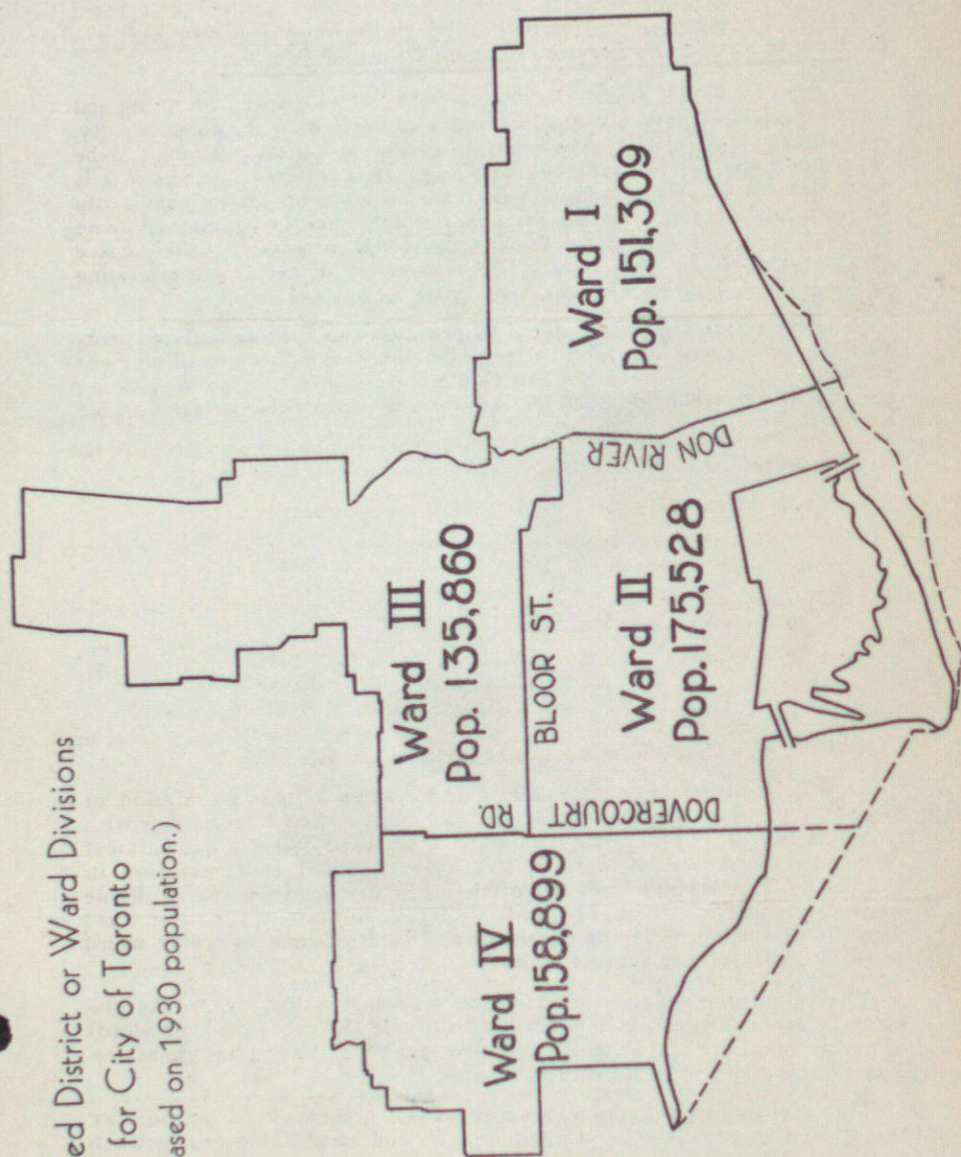 ed District or Ward Divisions
for City of Toronto
ased on 1930 population.)
Ward III
Pop. 135,860
Ward I
Pop. 151,309
Ward IV
Pop. 158,899
DOVERCOURT RD.
BLOOR ST.
Ward II
Pop. 175,528
DON RIVER